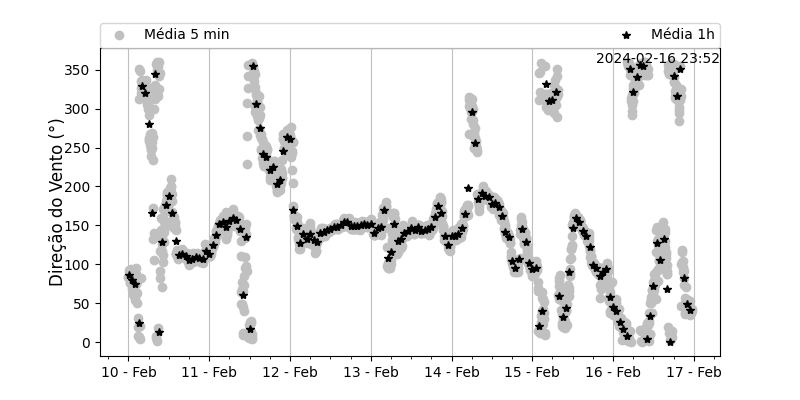 Média 5 min
Média 1h
2024-02-16 23:52
Direção do Vento (°)
350
300
250
200
150
100
50
0
10 - Feb
11 - Feb
12 - Feb
13 - Feb
14 - Feb
15 - Feb
16 - Feb
17 - Feb